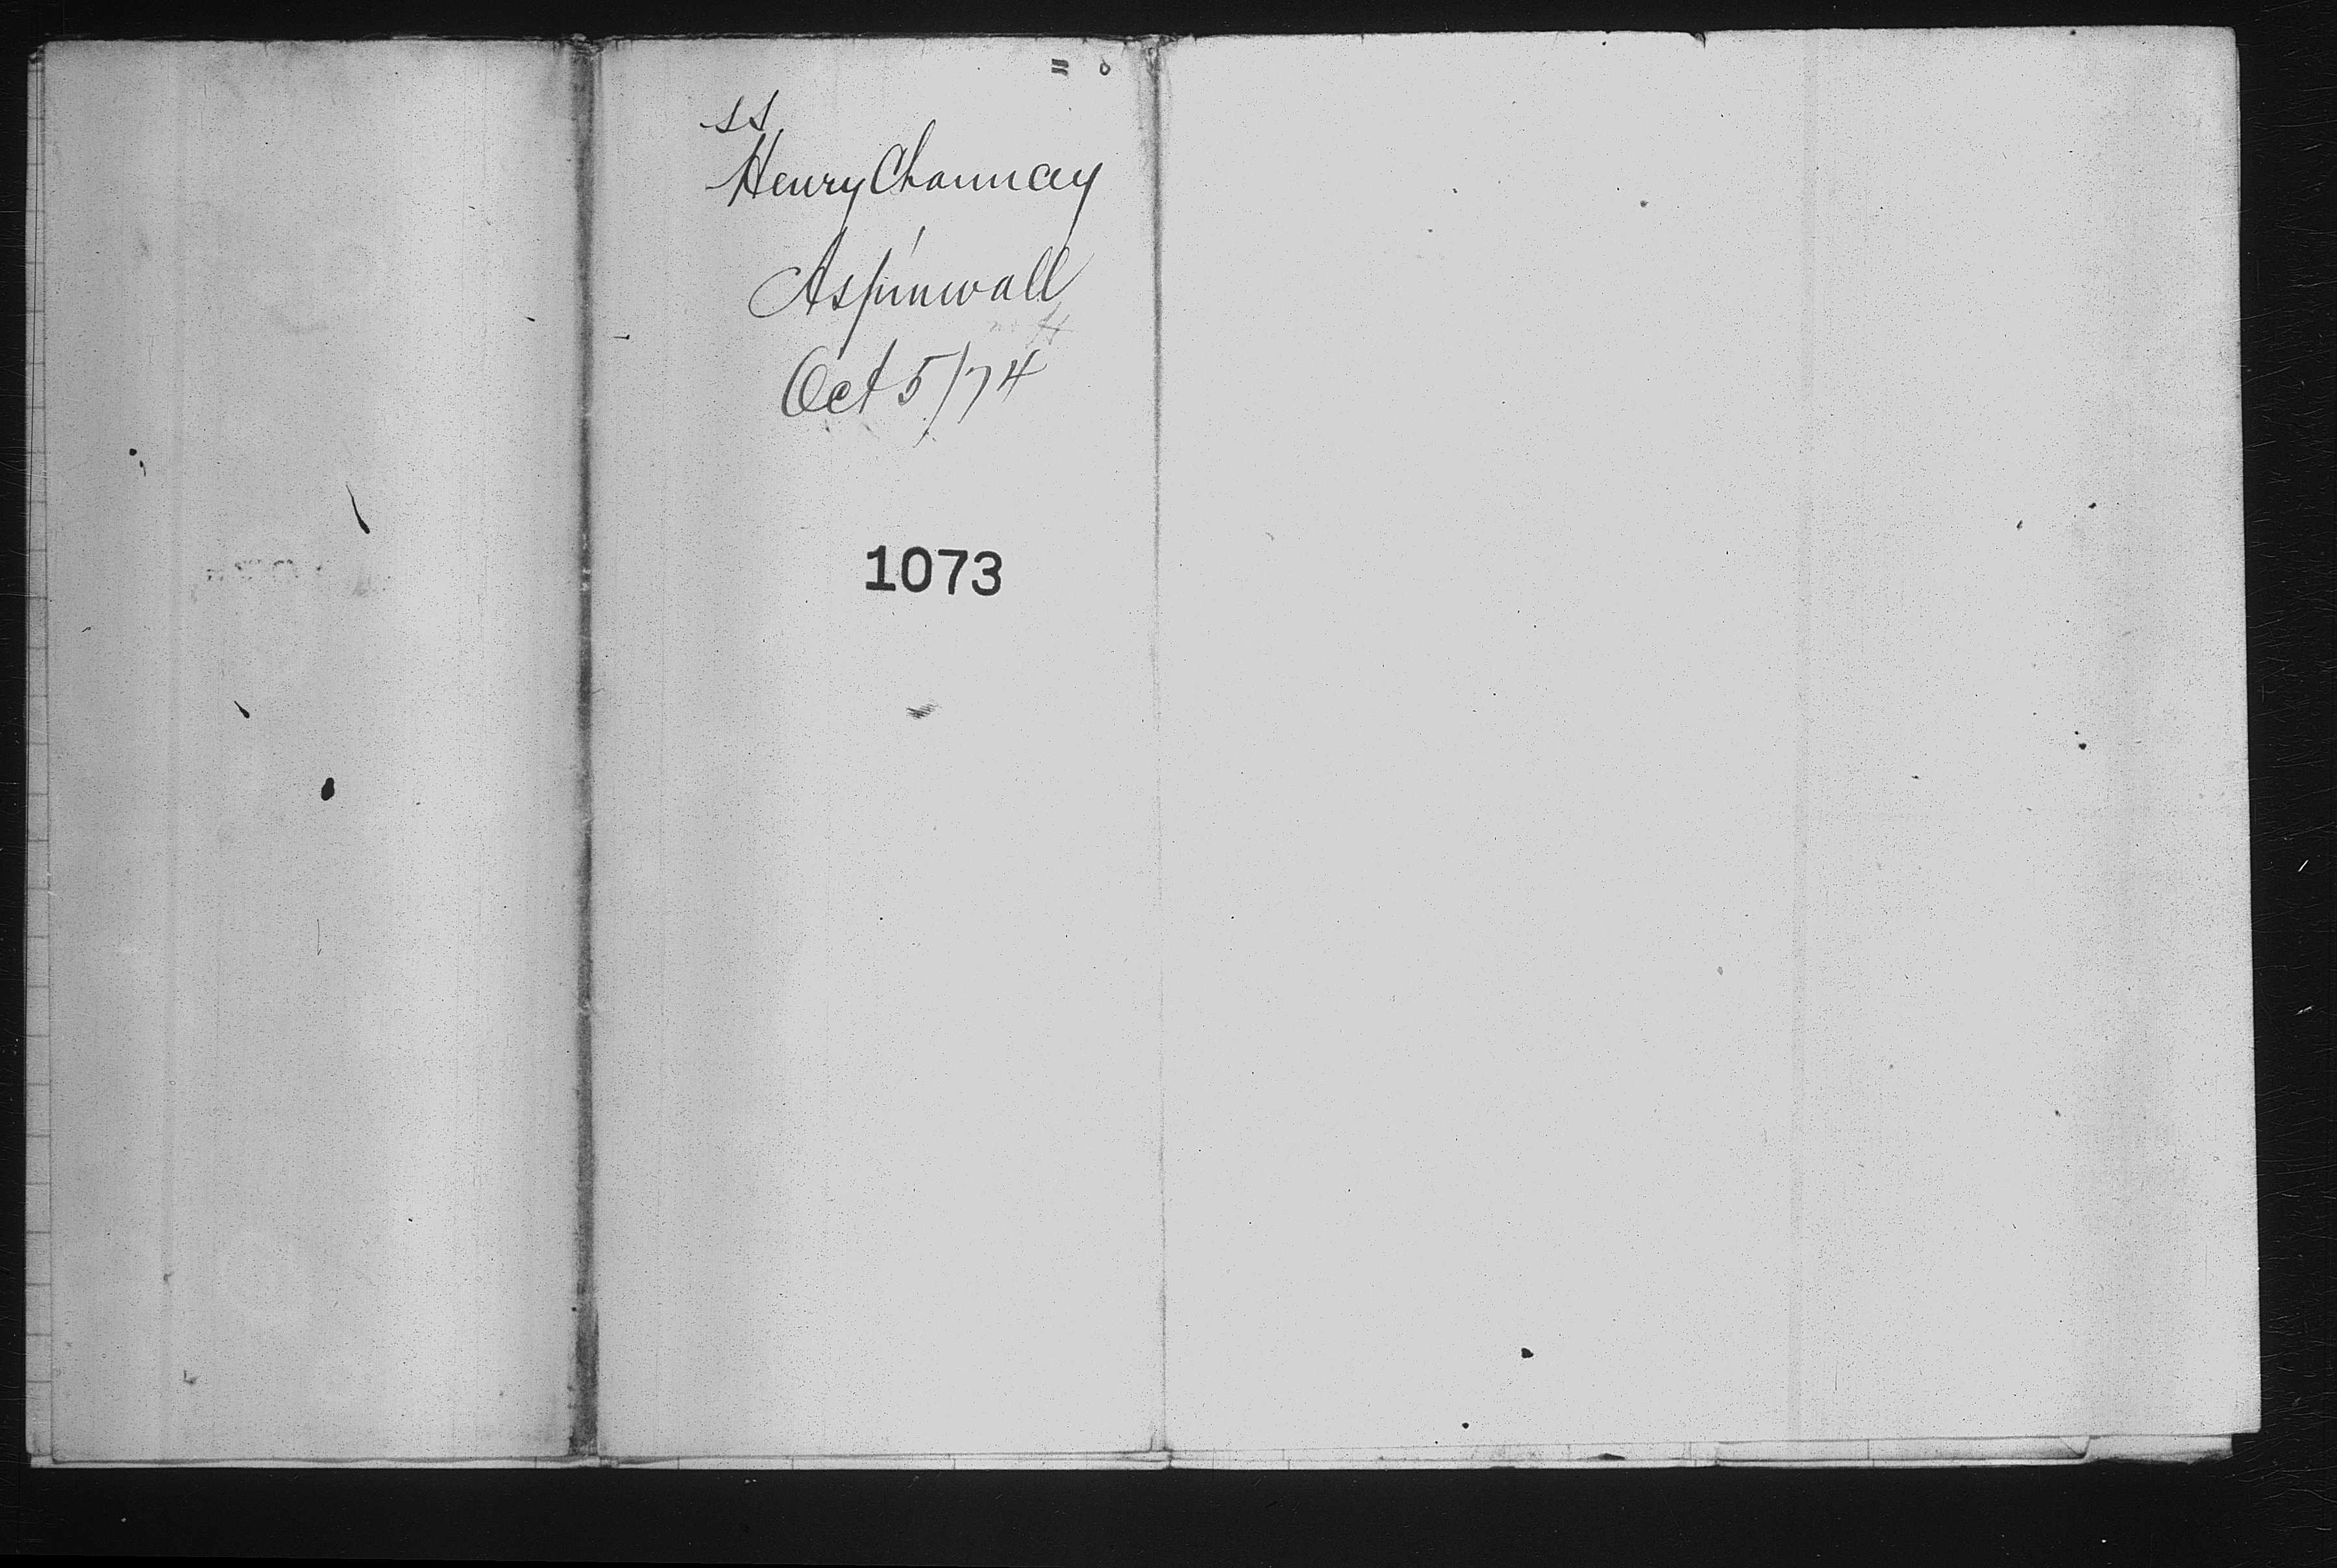 SS
Henry Chauncey
Aspinwall
Oct 5/74
1073